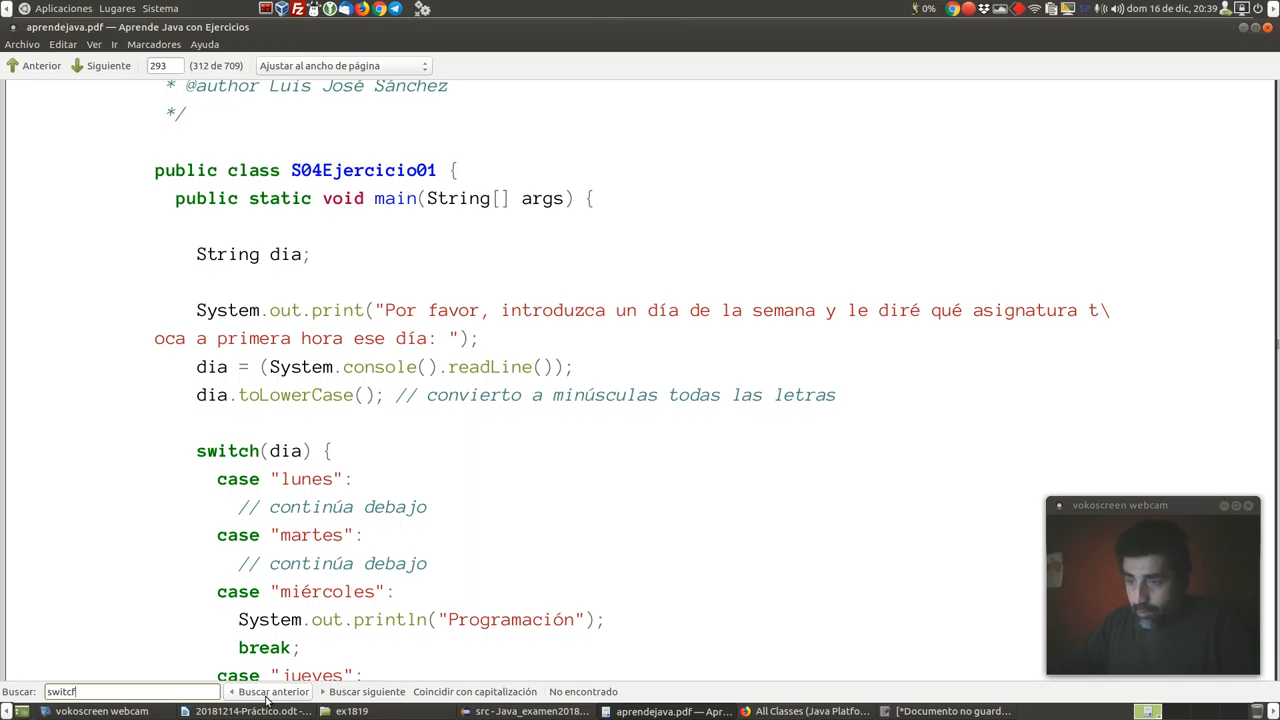 Aplicaciones Lugares Sistema
0% SP dom 16 de dic, 20:39
aprendejava.pdf — Aprende Java con Ejercicios
Archivo Editar Ver Ir Marcadores Ayuda
Anterior Siguiente 293 (312 de 709) Ajustar al ancho de página
* @author Luis José Sánchez
*/
public class S04Ejercicio01 {
public static void main(String[] args) {
String dia;
System.out.print("Por favor, introduzca un día de la semana y le diré qué asignatura t\
oca a primera hora ese día: ");
dia = (System.console().readLine());
dia.toLowerCase(); // convierto a minúsculas todas las letras
switch(dia) {
case "lunes":
// continúa debajo
case "martes":
// continúa debajo
case "miércoles":
System.out.println("Programación");
break;
case "jueves":
vokoscreen webcam
Buscar: switcf Buscar anterior Buscar siguiente Coincidir con capitalización No encontrado
vokoscreen webcam 20181214-Práctico.odt -... ex1819 src - Java_examen2018... aprendejava.pdf — Apr... All Classes (Java Platfo... [*Documento no guard...